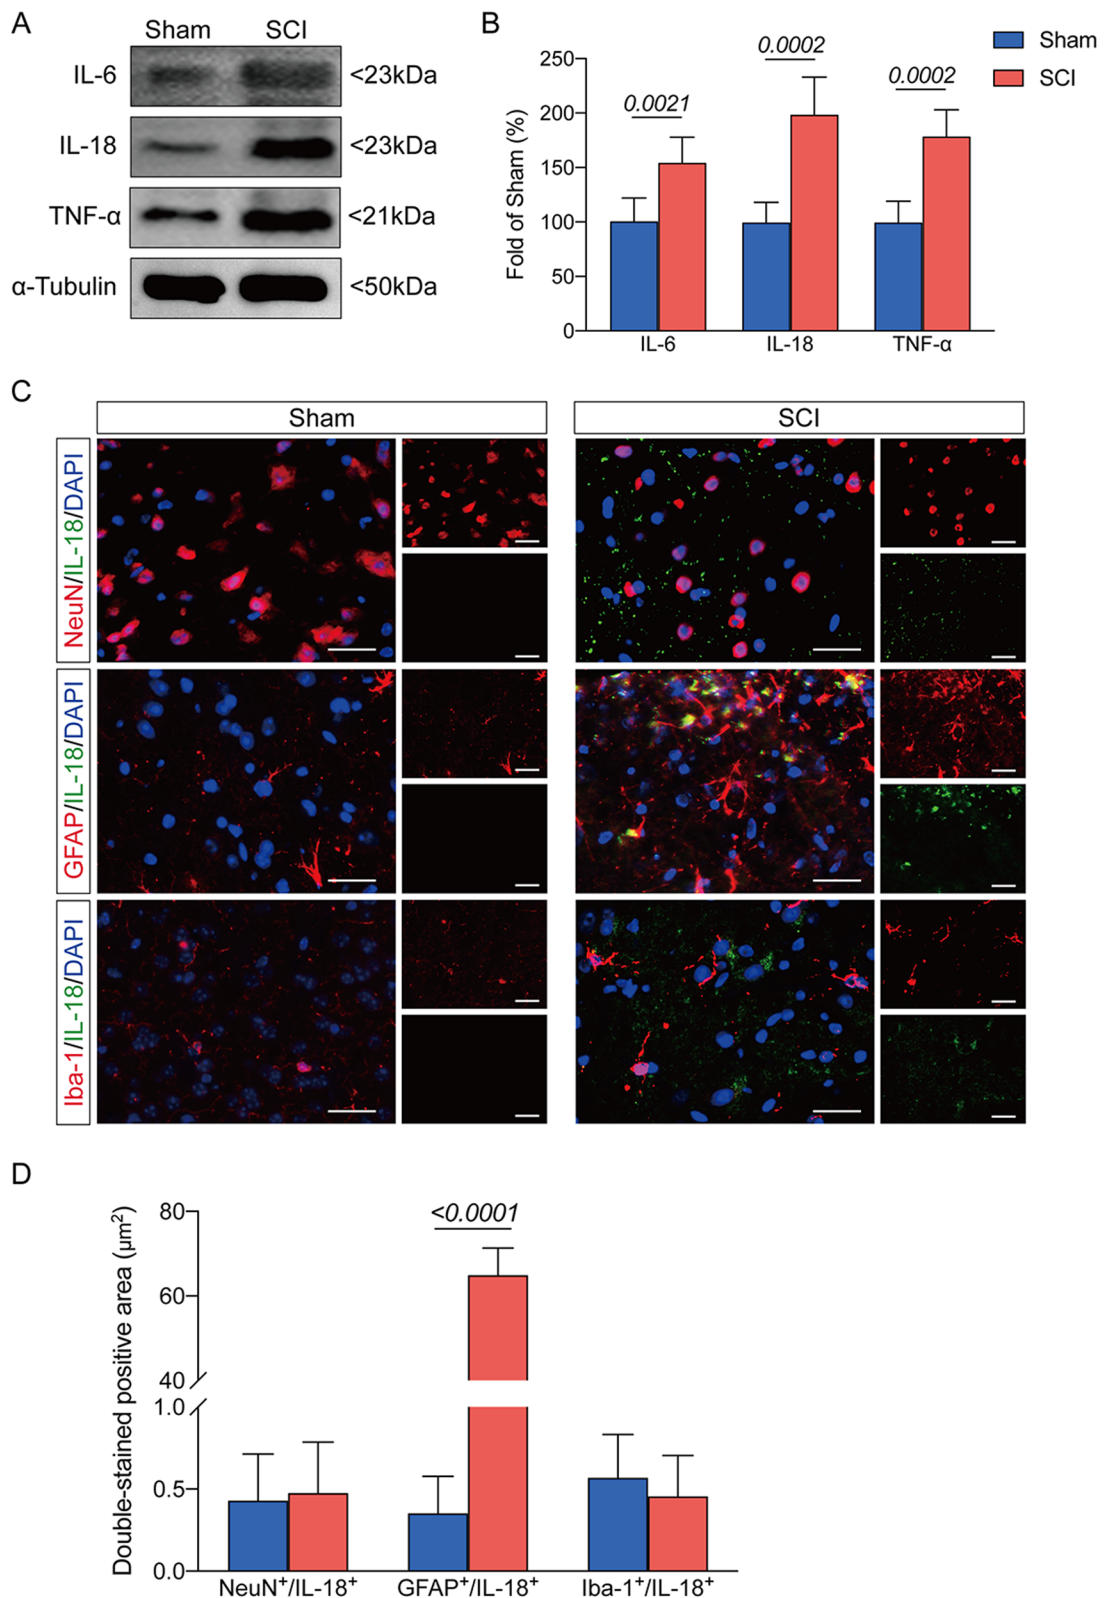 A
Sham SCI
IL-6 <23kDa
IL-18 <23kDa
TNF-α <21kDa
α-Tubulin <50kDa
B
Sham
SCI
Fold of Sham (%)
250
200
150
100
50
0
0.0021
0.0002
0.0002
IL-6 IL-18 TNF-α
C
Sham SCI
NeuN/IL-18/DAPI
GFAP/IL-18/DAPI
Iba-1/IL-18/DAPI
D
Double-stained positive area (μm²)
80
60
40
1.0
0.5
0.0
<0.0001
NeuN⁺/IL-18⁺ GFAP⁺/IL-18⁺ Iba-1⁺/IL-18⁺